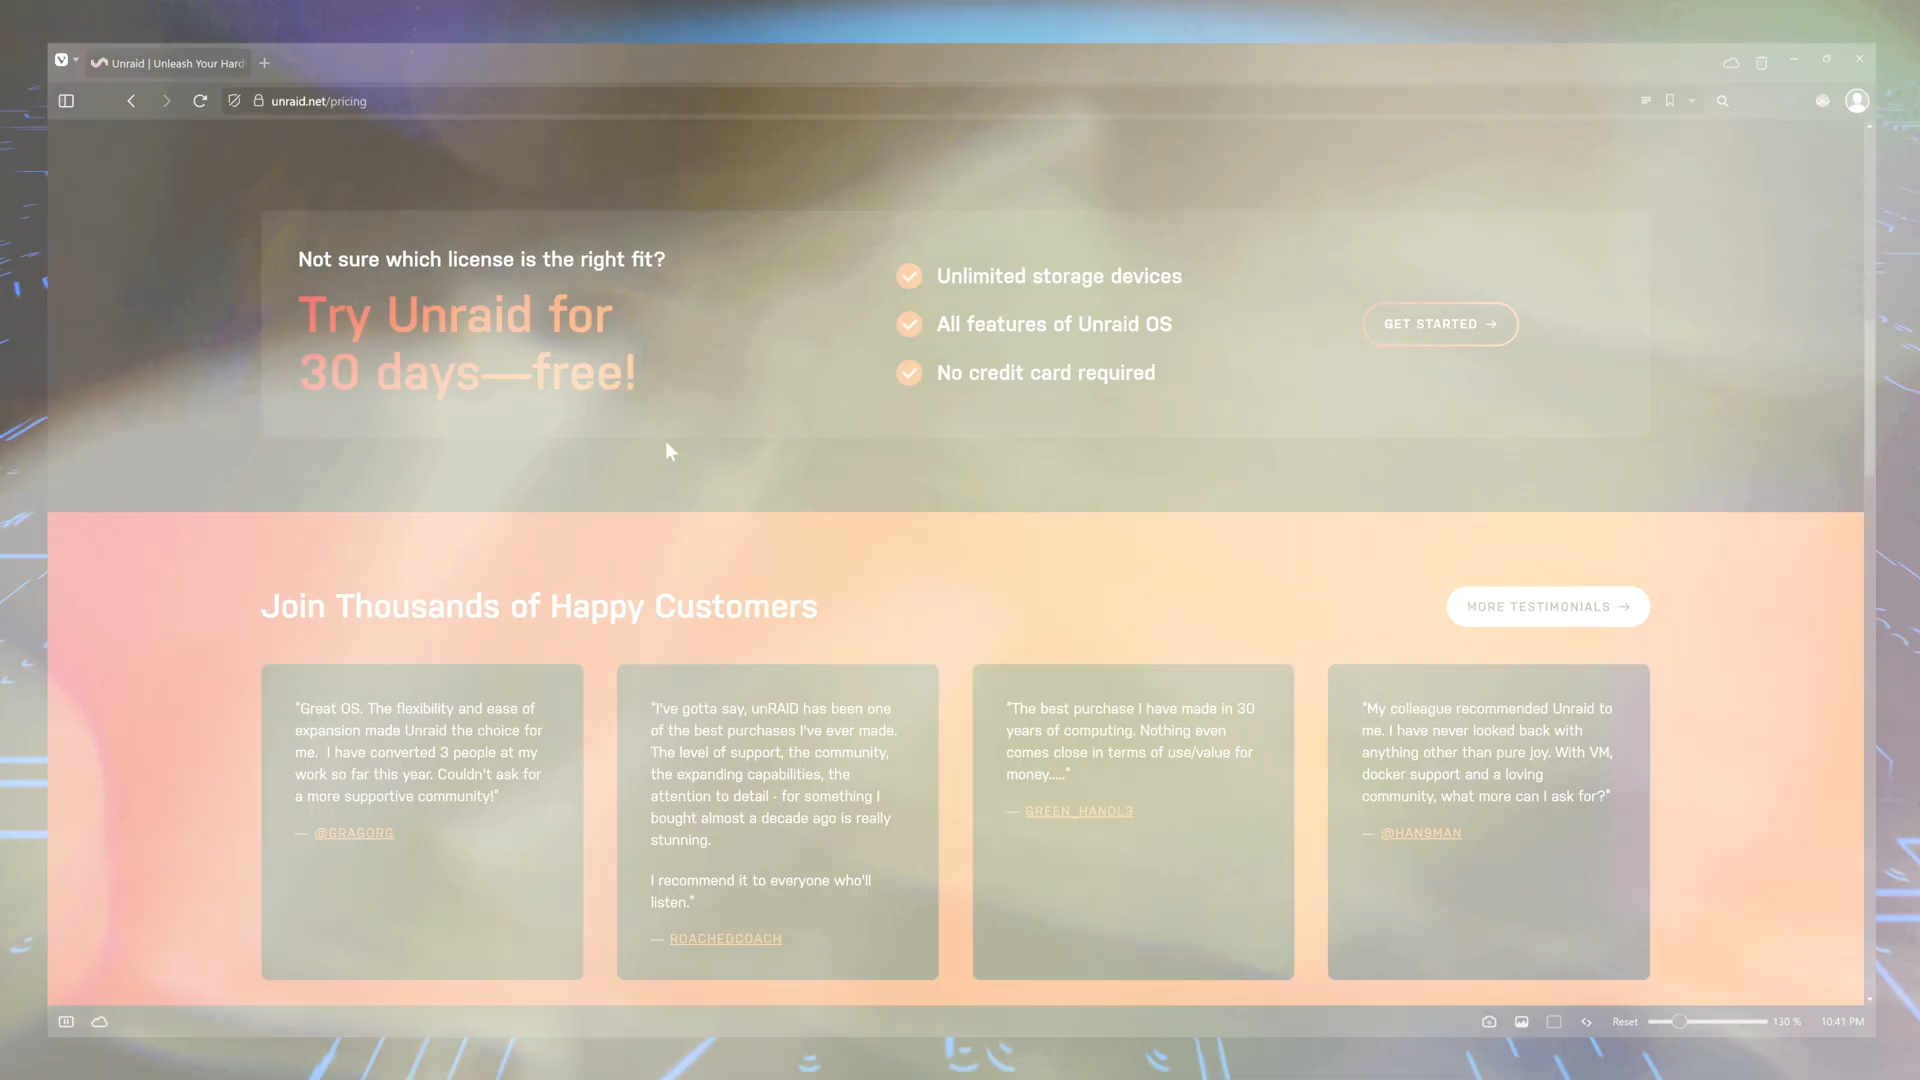 Unraid | Unleash Your Hard
unraid.net/pricing
Not sure which license is the right fit?
Try Unraid for
30 days—free!
Unlimited storage devices
All features of Unraid OS
No credit card required
GET STARTED →
Join Thousands of Happy Customers
MORE TESTIMONIALS →
“Great OS. The flexibility and ease of
expansion made Unraid the choice for
me.  I have converted 3 people at my
work so far this year. Couldn't ask for
a more supportive community!”
— @GRAGORG
“I've gotta say, unRAID has been one
of the best purchases I've ever made.
The level of support, the community,
the expanding capabilities, the
attention to detail - for something I
bought almost a decade ago is really
stunning.
I recommend it to everyone who'll
listen.”
— ROACHEDCOACH
“The best purchase I have made in 30
years of computing. Nothing even
comes close in terms of use/value for
money.....”
— GREEN_HANDL3
“My colleague recommended Unraid to
me. I have never looked back with
anything other than pure joy. With VM,
docker support and a loving
community, what more can I ask for?”
— @HAN9MAN
Reset
130 %
10:41 PM